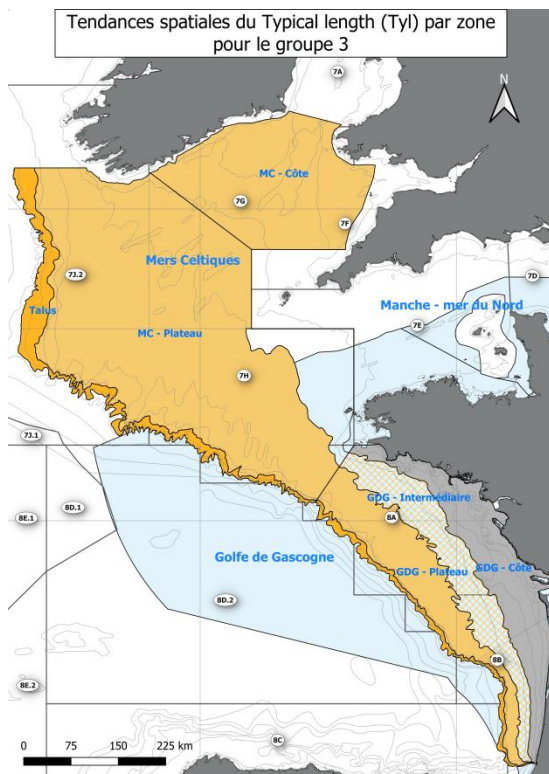 Tendances spatiales du Typical length (Tyl) par zone
pour le groupe 3
7A
N
MC - Côte
7G
7F
Mers Celtiques
7J.2
7D
Manche - mer du Nord
Talus
7E
MC - Plateau
7H
7J.1
GDG - Intermédiaire
8D.1
8E.1
8A
Golfe de Gascogne
GDG - Plateau
GDG - Côte
8D.2
8B
8E.2
8C
0 75 150 225 km